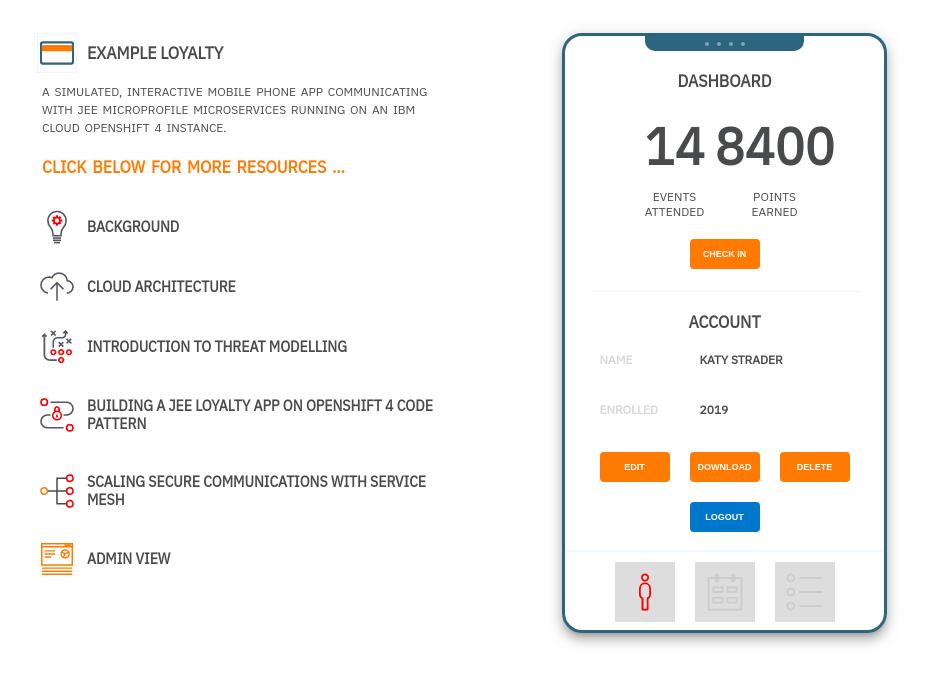 EXAMPLE LOYALTY
A SIMULATED, INTERACTIVE MOBILE PHONE APP COMMUNICATING
WITH JEE MICROPROFILE MICROSERVICES RUNNING ON AN IBM
CLOUD OPENSHIFT 4 INSTANCE.
CLICK BELOW FOR MORE RESOURCES ...
BACKGROUND
CLOUD ARCHITECTURE
INTRODUCTION TO THREAT MODELLING
BUILDING A JEE LOYALTY APP ON OPENSHIFT 4 CODE
PATTERN
SCALING SECURE COMMUNICATIONS WITH SERVICE
MESH
ADMIN VIEW
DASHBOARD
14 8400
EVENTS POINTS
ATTENDED EARNED
CHECK IN
ACCOUNT
NAME KATY STRADER
ENROLLED 2019
EDIT DOWNLOAD DELETE
LOGOUT